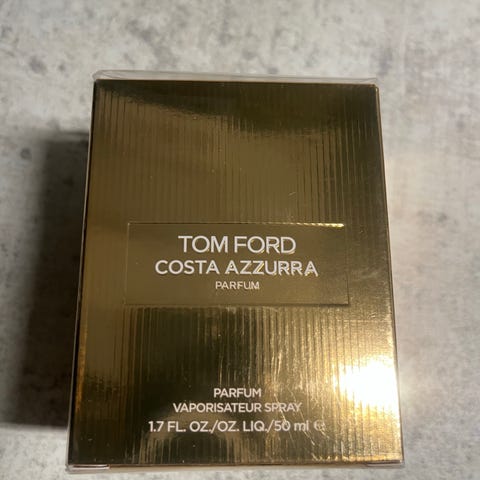 TOM FORD
COSTA AZZURRA
PARFUM
PARFUM
VAPORISATEUR SPRAY
1.7 FL. OZ./OZ. LIQ./50 ml ℮